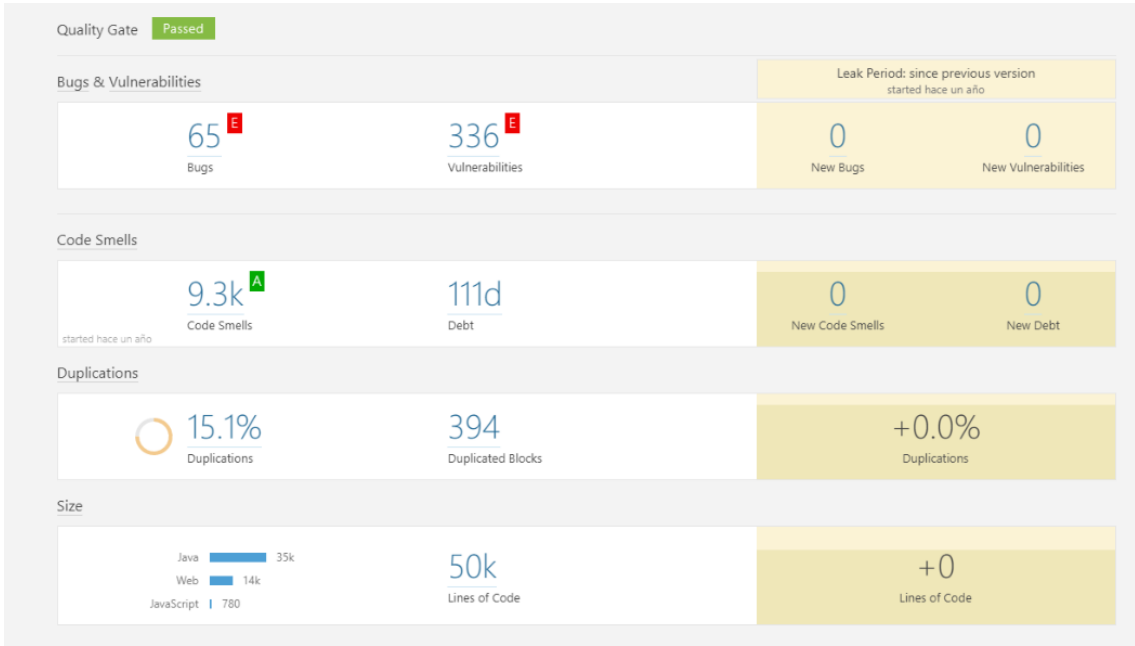 Quality Gate Passed
Bugs & Vulnerabilities
Leak Period: since previous version
started hace un año
65 E
Bugs
336 E
Vulnerabilities
0
New Bugs
0
New Vulnerabilities
Code Smells
9.3k A
Code Smells
started hace un año
111d
Debt
0
New Code Smells
0
New Debt
Duplications
15.1%
Duplications
394
Duplicated Blocks
+0.0%
Duplications
Size
Java 35k
Web 14k
JavaScript 780
50k
Lines of Code
+0
Lines of Code